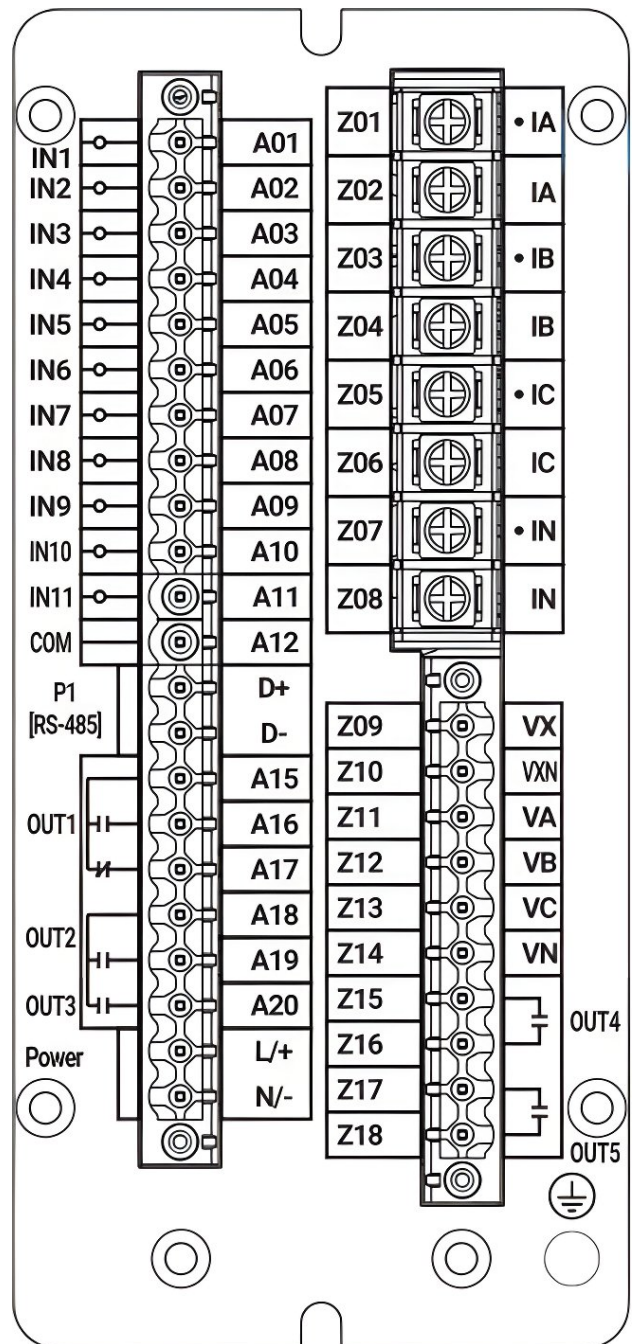 IN1 A01
IN2 A02
IN3 A03
IN4 A04
IN5 A05
IN6 A06
IN7 A07
IN8 A08
IN9 A09
IN10 A10
IN11 A11
COM A12
P1 D+
[RS-485] D-
A15
OUT1 A16
A17
A18
OUT2 A19
OUT3 A20
Power L/+
N/-
Z01 • IA
Z02 IA
Z03 • IB
Z04 IB
Z05 • IC
Z06 IC
Z07 • IN
Z08 IN
Z09 VX
Z10 VXN
Z11 VA
Z12 VB
Z13 VC
Z14 VN
Z15
OUT4
Z16
Z17
Z18
OUT5